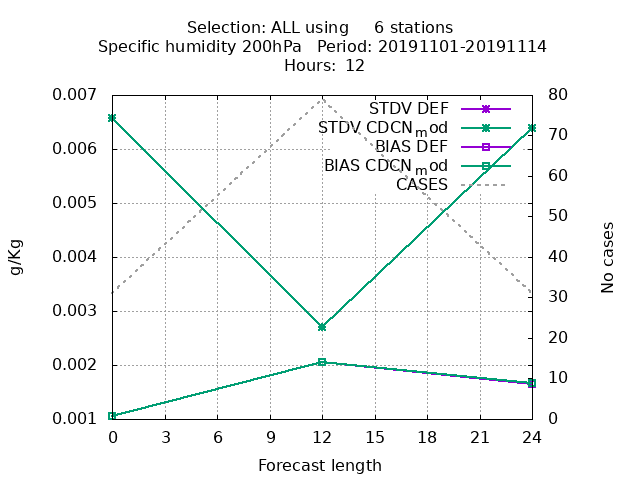 Selection: ALL using     6 stations
Specific humidity 200hPa   Period: 20191101-20191114
Hours: 12
0.007
0.006
0.005
0.004
0.003
0.002
0.001
g/Kg
STDV DEF
STDV CDCN_mod
BIAS DEF
BIAS CDCN_mod
CASES
80
70
60
50
40
30
20
10
0
No cases
0 3 6 9 12 15 18 21 24
Forecast length